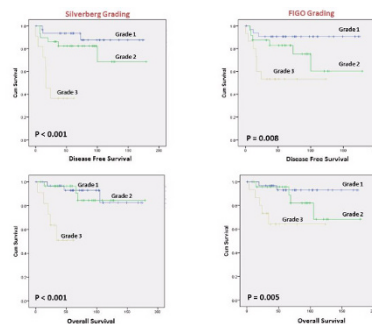 Silverberg Grading
FIGO Grading
Cum Survival
Grade 1
Grade 2
Grade 3
P < 0.001
Disease Free Survival
Cum Survival
Grade 1
Grade 2
Grade 3
P = 0.008
Disease Free Survival
Cum Survival
Grade 1
Grade 2
Grade 3
P < 0.001
Overall Survival
Cum Survival
Grade 1
Grade 2
Grade 3
P = 0.005
Overall Survival